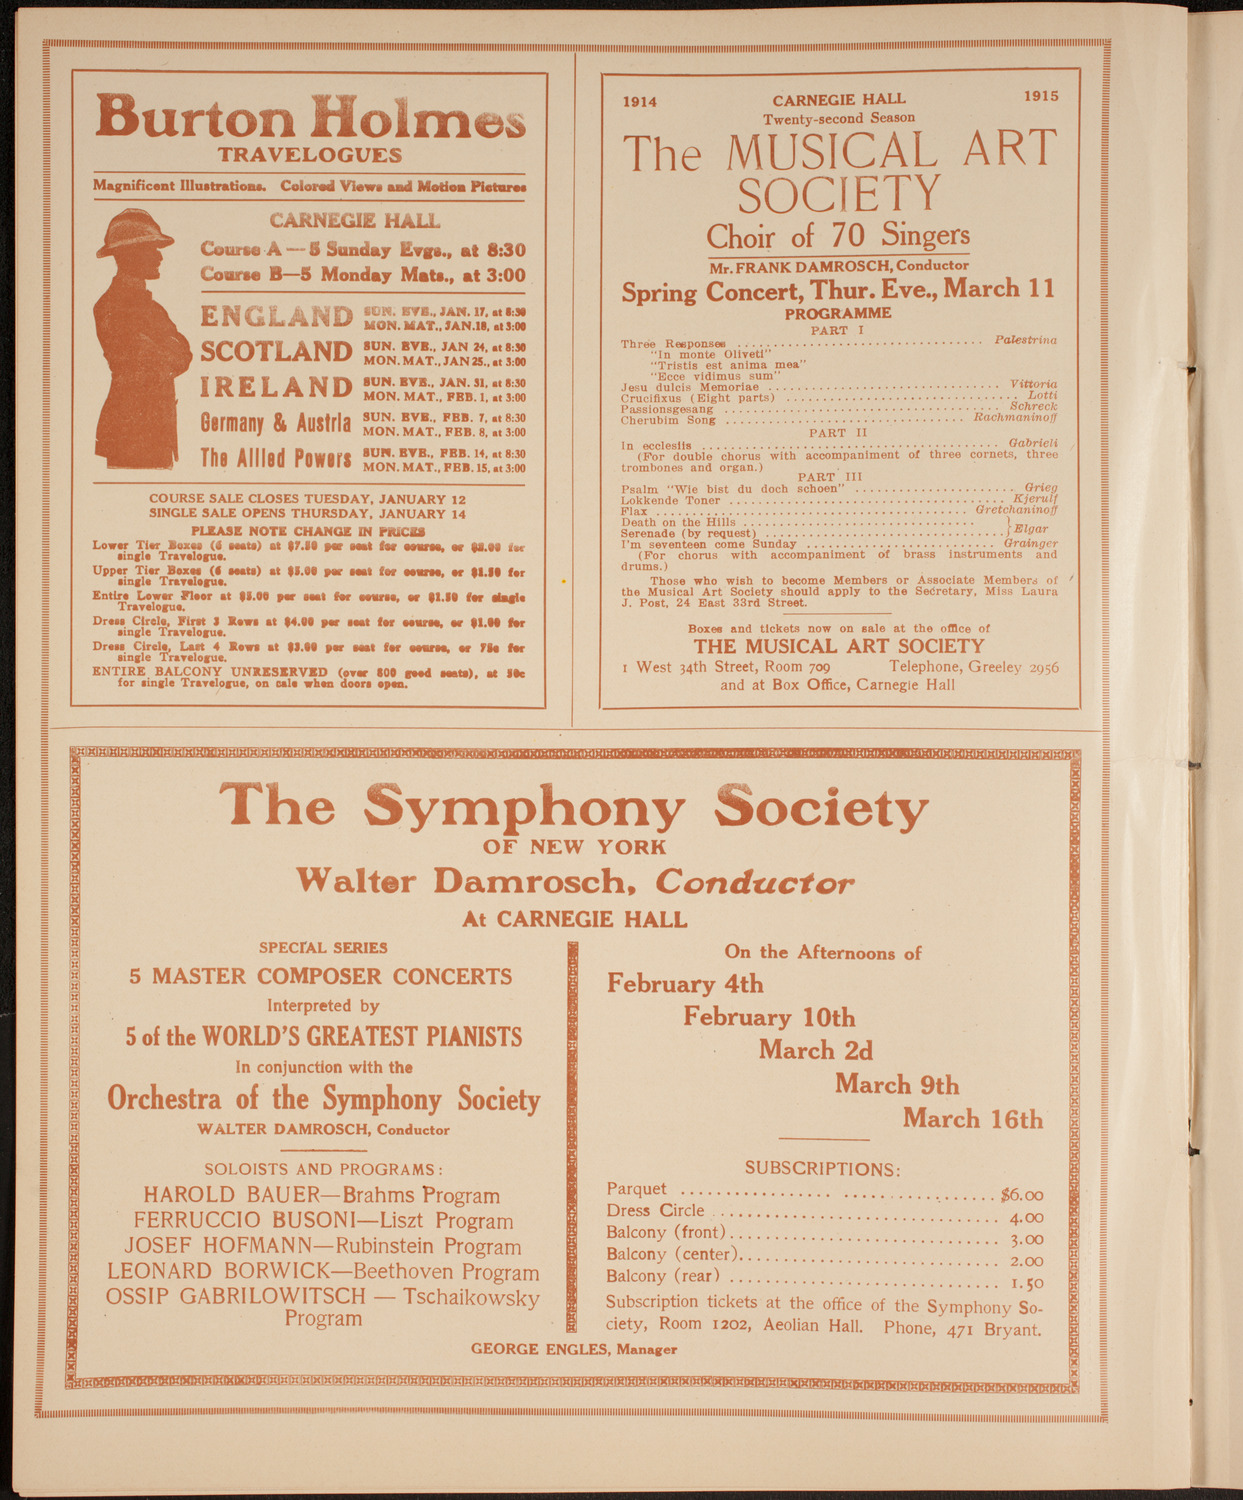 Burton Holmes
TRAVELOGUES
Magnificent Illustrations. Colored Views and Motion Pictures
CARNEGIE HALL
Course A — 5 Sunday Evgs., at 8:30
Course B—5 Monday Mats., at 3:00
ENGLAND SUN. EVE., JAN. 17, at 8:30
MON. MAT., JAN. 18, at 3:00
SCOTLAND SUN. EVE., JAN 24, at 8:30
MON. MAT., JAN 25., at 3:00
IRELAND SUN. EVE., JAN. 31, at 8:30
MON. MAT., FEB. 1, at 3:00
Germany & Austria SUN. EVE., FEB. 7, at 8:30
MON. MAT., FEB. 8, at 3:00
The Allied Powers SUN. EVE., FEB. 14, at 8:30
MON. MAT., FEB. 15, at 3:00
COURSE SALE CLOSES TUESDAY, JANUARY 12
SINGLE SALE OPENS THURSDAY, JANUARY 14
PLEASE NOTE CHANGE IN PRICES
Lower Tier Boxes (6 seats) at $7.50 per seat for course, or $2.00 for
single Travelogue.
Upper Tier Boxes (6 seats) at $5.00 per seat for course, or $1.50 for
single Travelogue.
Entire Lower Floor at $5.00 per seat for course, or $1.50 for single
Travelogue.
Dress Circle, First 3 Rows at $4.00 per seat for course, or $1.00 for
single Travelogue.
Dress Circle, Last 4 Rows at $3.00 per seat for course, or 75c for
single Travelogue.
ENTIRE BALCONY UNRESERVED (over 800 good seats), at 50c
for single Travelogue, on sale when doors open.
1914 CARNEGIE HALL 1915
Twenty-second Season
The MUSICAL ART
SOCIETY
Choir of 70 Singers
Mr. FRANK DAMROSCH, Conductor
Spring Concert, Thur. Eve., March 11
PROGRAMME
PART I
Three Responses ................................ Palestrina
"In monte Oliveti"
"Tristis est anima mea"
"Ecce vidimus sum"
Jesu dulcis Memoriae ................................ Vittoria
Crucifixus (Eight parts) ................................ Lotti
Passionsgesang ................................ Schreck
Cherubim Song ................................ Rachmaninoff
PART II
In ecclesiis ................................ Gabrieli
(For double chorus with accompaniment of three cornets, three
trombones and organ.)
PART III
Psalm "Wie bist du doch schoen" ..................... Grieg
Lokkende Toner ................................ Kjerulf
Flax ................................ Gretchaninoff
Death on the Hills ................................ } Elgar
Serenade (by request) ................................
I'm seventeen come Sunday ........................ Grainger
(For chorus with accompaniment of brass instruments and
drums.)
Those who wish to become Members or Associate Members of
the Musical Art Society should apply to the Secretary, Miss Laura
J. Post, 24 East 33rd Street.
Boxes and tickets now on sale at the office of
THE MUSICAL ART SOCIETY
1 West 34th Street, Room 709 Telephone, Greeley 2956
and at Box Office, Carnegie Hall
The Symphony Society
OF NEW YORK
Walter Damrosch, Conductor
At CARNEGIE HALL
SPECIAL SERIES
5 MASTER COMPOSER CONCERTS
Interpreted by
5 of the WORLD'S GREATEST PIANISTS
In conjunction with the
Orchestra of the Symphony Society
WALTER DAMROSCH, Conductor
SOLOISTS AND PROGRAMS:
HAROLD BAUER—Brahms Program
FERRUCCIO BUSONI—Liszt Program
JOSEF HOFMANN—Rubinstein Program
LEONARD BORWICK—Beethoven Program
OSSIP GABRILOWITSCH — Tschaikowsky
Program
On the Afternoons of
February 4th
February 10th
March 2d
March 9th
March 16th
SUBSCRIPTIONS:
Parquet ................................ $6.00
Dress Circle ................................ 4.00
Balcony (front)................................ 3.00
Balcony (center)................................ 2.00
Balcony (rear) ................................ 1.50
Subscription tickets at the office of the Symphony So-
ciety, Room 1202, Aeolian Hall. Phone, 471 Bryant.
GEORGE ENGLES, Manager